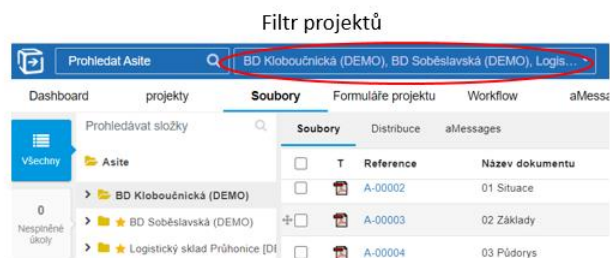 Filtr projektů
Prohledat Asite
BD Kloboučnická (DEMO), BD Soběslavská (DEMO), Logis...
Dashboard projekty Soubory Formuláře projektu Workflow aMessa
Všechny
Prohledávat složky
Soubory Distribuce aMessages
Asite
T Reference Název dokumentu
BD Kloboučnická (DEMO)
A-00002 01 Situace
0
Nesplněné úkoly
BD Soběslavská (DEMO)
A-00003 02 Základy
Logistický sklad Průhonice [DE
A-00004 03 Půdorys